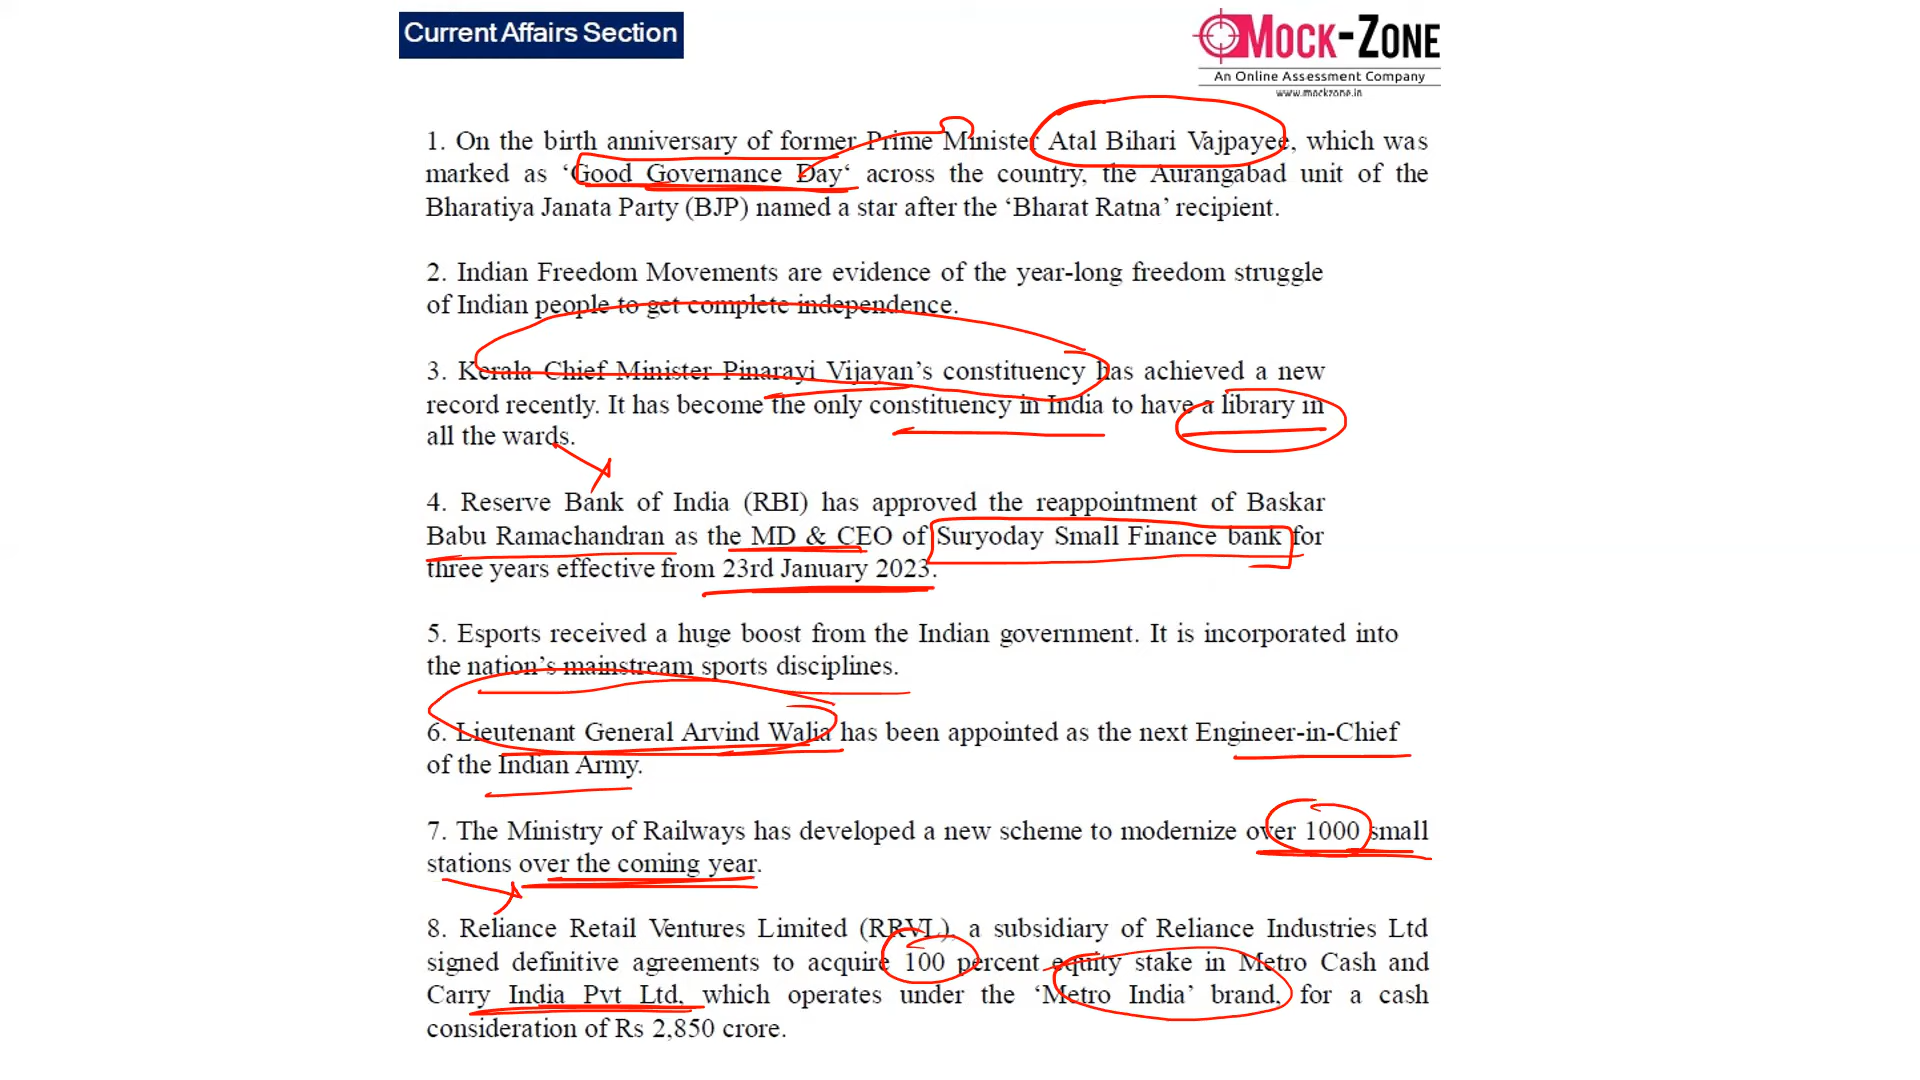 Current Affairs Section
MOCK-ZONE
An Online Assessment Company
www.mockzone.in
1. On the birth anniversary of former Prime Minister Atal Bihari Vajpayee, which was
marked as ‘Good Governance Day‘ across the country, the Aurangabad unit of the
Bharatiya Janata Party (BJP) named a star after the ‘Bharat Ratna’ recipient.
2. Indian Freedom Movements are evidence of the year-long freedom struggle
of Indian people to get complete independence.
3. Kerala Chief Minister Pinarayi Vijayan’s constituency has achieved a new
record recently. It has become the only constituency in India to have a library in
all the wards.
4. Reserve Bank of India (RBI) has approved the reappointment of Baskar
Babu Ramachandran as the MD & CEO of Suryoday Small Finance bank for
three years effective from 23rd January 2023.
5. Esports received a huge boost from the Indian government. It is incorporated into
the nation’s mainstream sports disciplines.
6. Lieutenant General Arvind Walia has been appointed as the next Engineer-in-Chief
of the Indian Army.
7. The Ministry of Railways has developed a new scheme to modernize over 1000 small
stations over the coming year.
8. Reliance Retail Ventures Limited (RRVL), a subsidiary of Reliance Industries Ltd
signed definitive agreements to acquire 100 percent equity stake in Metro Cash and
Carry India Pvt Ltd, which operates under the ‘Metro India’ brand, for a cash
consideration of Rs 2,850 crore.